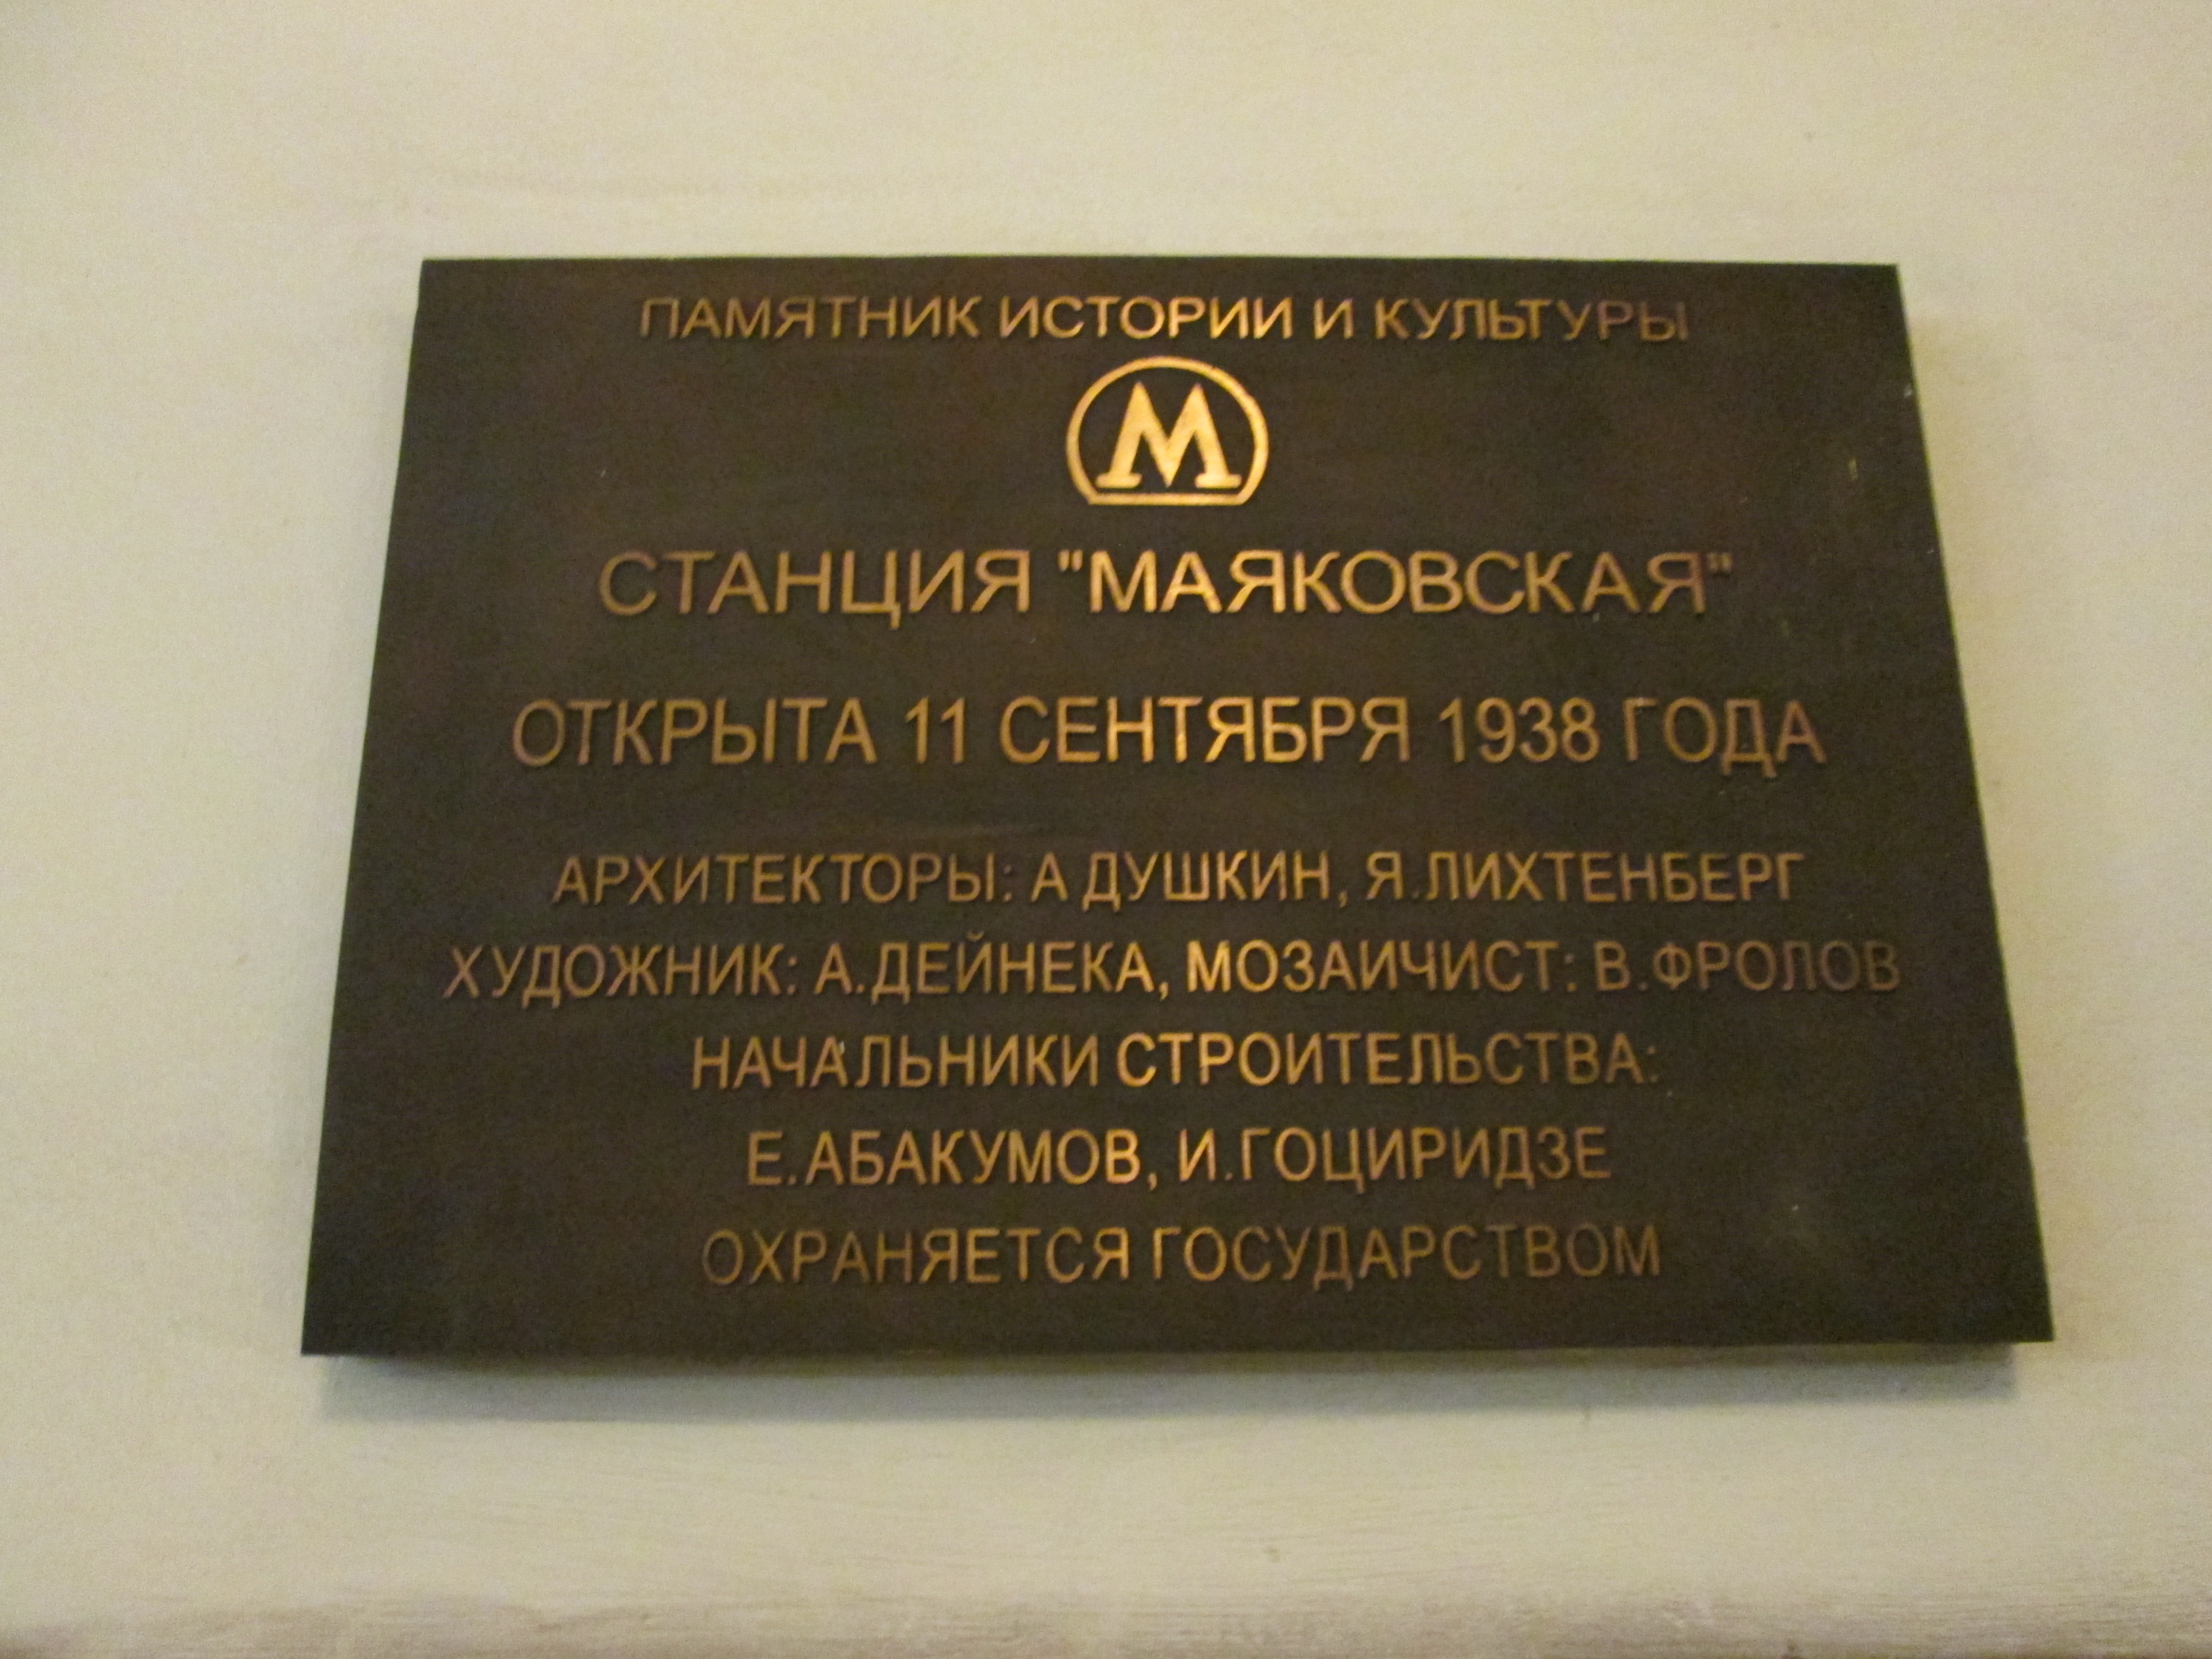 ПАМЯТНИК ИСТОРИИ И КУЛЬТУРЫ
М
СТАНЦИЯ "МАЯКОВСКАЯ"
ОТКРЫТА 11 СЕНТЯБРЯ 1938 ГОДА
АРХИТЕКТОРЫ: А ДУШКИН, Я.ЛИХТЕНБЕРГ
ХУДОЖНИК: А.ДЕЙНЕКА, МОЗАИЧИСТ: В.ФРОЛОВ
НАЧАЛЬНИКИ СТРОИТЕЛЬСТВА:
Е.АБАКУМОВ, И.ГОЦИРИДЗЕ
ОХРАНЯЕТСЯ ГОСУДАРСТВОМ